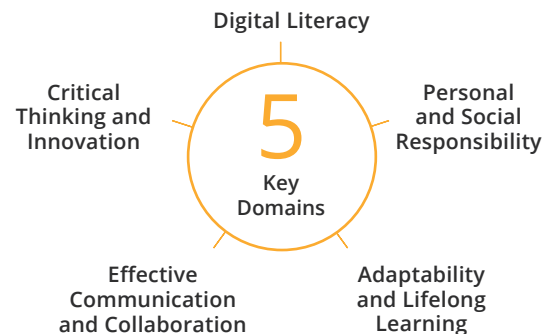 Digital Literacy
Critical
Thinking and
Innovation
5
Key
Domains
Personal
and Social
Responsibility
Effective
Communication
and Collaboration
Adaptability
and Lifelong
Learning